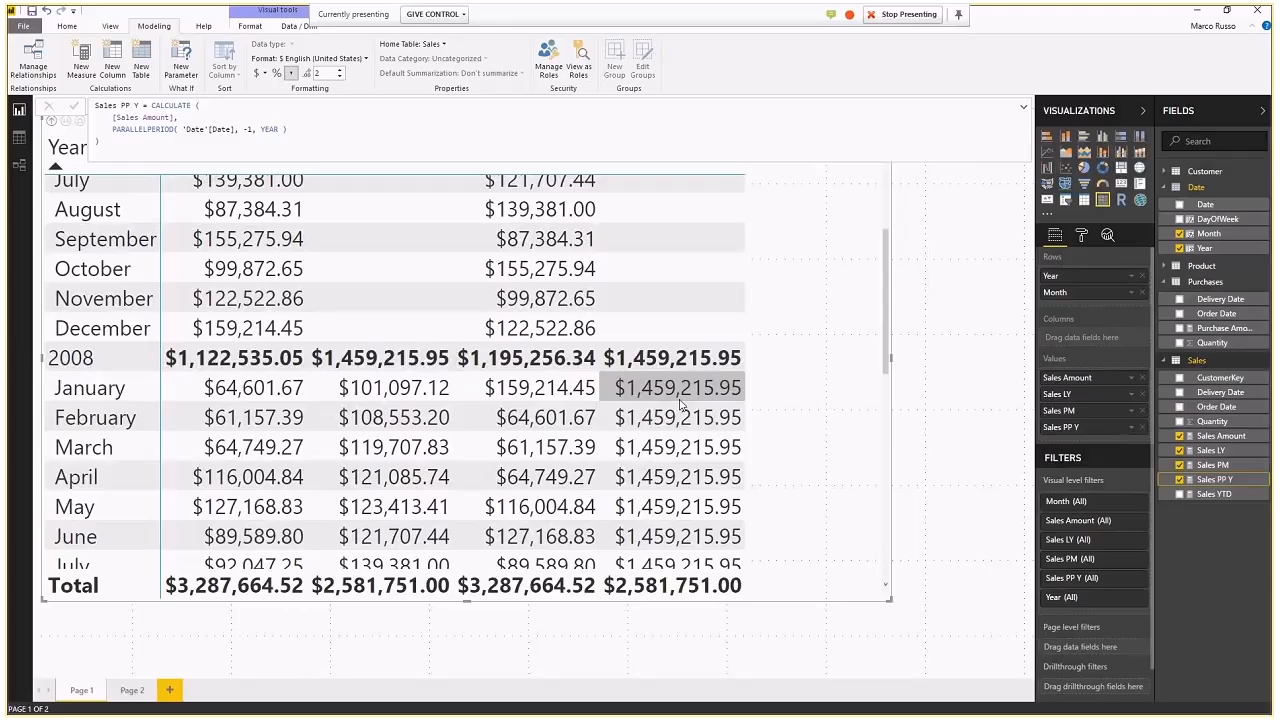 Visual tools
Currently presenting
GIVE CONTROL
Stop Presenting
File
Home
View
Modeling
Help
Format
Data / Dri
Marco Russo
Manage Relationships
New Measure
New Column
New Table
New Parameter
Sort by Column
Data type:
Format: $ English (United States)
$ % , 2
Home Table: Sales
Data Category: Uncategorized
Default Summarization: Don't summarize
Manage Roles
View as Roles
New Group
Edit Groups
Relationships
Calculations
What If
Sort
Formatting
Properties
Security
Groups
Sales PP Y = CALCULATE (
[Sales Amount],
PARALLELPERIOD( 'Date'[Date], -1, YEAR )
)
Year
July $139,381.00 $121,707.44
August $87,384.31 $139,381.00
September $155,275.94 $87,384.31
October $99,872.65 $155,275.94
November $122,522.86 $99,872.65
December $159,214.45 $122,522.86
2008 $1,122,535.05 $1,459,215.95 $1,195,256.34 $1,459,215.95
January $64,601.67 $101,097.12 $159,214.45 $1,459,215.95
February $61,157.39 $108,553.20 $64,601.67 $1,459,215.95
March $64,749.27 $119,707.83 $61,157.39 $1,459,215.95
April $116,004.84 $121,085.74 $64,749.27 $1,459,215.95
May $127,168.83 $123,413.41 $116,004.84 $1,459,215.95
June $89,589.80 $121,707.44 $127,168.83 $1,459,215.95
July $92,047.25 $139,381.00 $89,589.80 $1,459,215.95
Total $3,287,664.52 $2,581,751.00 $3,287,664.52 $2,581,751.00
VISUALIZATIONS
R
...
Rows
Year
Month
Columns
Drag data fields here
Values
Sales Amount
Sales LY
Sales PM
Sales PP Y
FILTERS
Visual level filters
Month (All)
Sales Amount (All)
Sales LY (All)
Sales PM (All)
Sales PP Y (All)
Year (All)
Page level filters
Drag data fields here
Drillthrough filters
Drag drillthrough fields here
FIELDS
Search
Customer
Date
Date
DayOfWeek
Month
Year
Product
Purchases
Delivery Date
Order Date
Purchase Amo...
Quantity
Sales
CustomerKey
Delivery Date
Order Date
Quantity
Sales Amount
Sales LY
Sales PM
Sales PP Y
Sales YTD
Page 1
Page 2
+
PAGE 1 OF 2